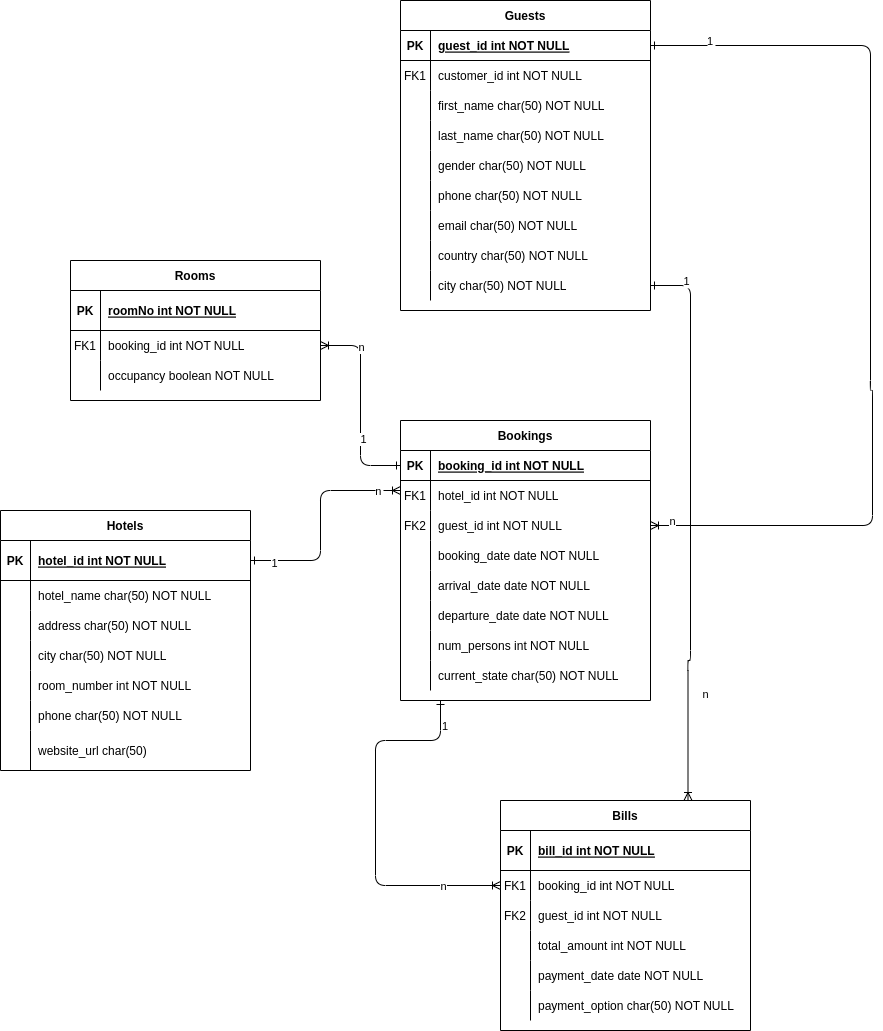 Guests
PK guest_id int NOT NULL
FK1 customer_id int NOT NULL
first_name char(50) NOT NULL
last_name char(50) NOT NULL
gender char(50) NOT NULL
phone char(50) NOT NULL
email char(50) NOT NULL
country char(50) NOT NULL
city char(50) NOT NULL
1
1
Rooms
PK roomNo int NOT NULL
FK1 booking_id int NOT NULL
occupancy boolean NOT NULL
n
1
Bookings
PK booking_id int NOT NULL
FK1 hotel_id int NOT NULL
FK2 guest_id int NOT NULL
booking_date date NOT NULL
arrival_date date NOT NULL
departure_date date NOT NULL
num_persons int NOT NULL
current_state char(50) NOT NULL
n
n
Hotels
PK hotel_id int NOT NULL
hotel_name char(50) NOT NULL
address char(50) NOT NULL
city char(50) NOT NULL
room_number int NOT NULL
phone char(50) NOT NULL
website_url char(50)
1
1
n
n
Bills
PK bill_id int NOT NULL
FK1 booking_id int NOT NULL
FK2 guest_id int NOT NULL
total_amount int NOT NULL
payment_date date NOT NULL
payment_option char(50) NOT NULL